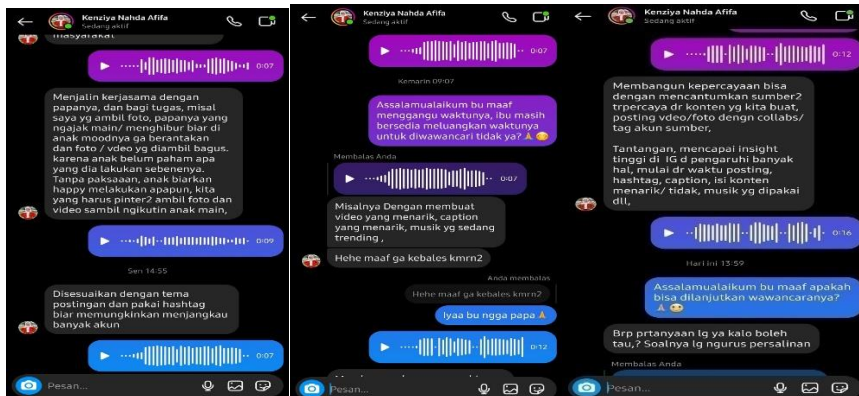 Kenziya Nahda Afifa
Sedang aktif
masyarakat
0:07
Menjalin kerjasama dengan
papanya, dan bagi tugas, misal
saya yg ambil foto, papanya yang
ngajak main/ menghibur biar di
anak moodnya ga berantakan
dan foto / vdeo yg diambil bagus.
karena anak belum paham apa
yang dia lakukan sebenenya.
Tanpa paksaan, anak biarkan
happy melakukan apapun, kita
yang harus pinter2 ambil foto dan
video sambil ngikutin anak main,
0:09
Sen 14:55
Disesuaikan dengan tema
postingan dan pakai hashtag
biar memungkinkan menjangkau
banyak akun
0:07
Pesan...
Kenziya Nahda Afifa
Sedang aktif
0:07
Kemarin 09:07
Assalamualaikum bu maaf
mengganggu waktunya, ibu masih
bersedia meluangkan waktunya
untuk diwawancari tidak ya? 🙏😊
Membalas Anda
0:07
Misalnya Dengan membuat
video yang menarik, caption
yang menarik, musik yg sedang
trending ,
Hehe maaf ga kebales kmrn2
Anda membalas
Hehe maaf ga kebales kmrn2
Iyaa bu ngga papa🙏
0:12
Pesan...
Kenziya Nahda Afifa
Sedang aktif
0:12
Membangun kepercayaan bisa
dengan mencantumkan sumber2
trpercaya dr konten yg kita buat,
posting vdeo/foto dengn collabs/
tag akun sumber,
Tantangan, mencapai insight
tinggi di IG d pengaruhi banyak
hal, mulai dr waktu posting,
hashtag, caption, isi konten
menarik/ tidak, musik yg dipakai
dll,
0:16
Hari ini 13:59
Assalamualaikum bu maaf apakah
bisa dilanjutkan wawancaranya?
🙏😊
Brp prtanyaan lg ya kalo boleh
tau,? Soalnya lg ngurus persalinan
Membalas Anda
Pesan...